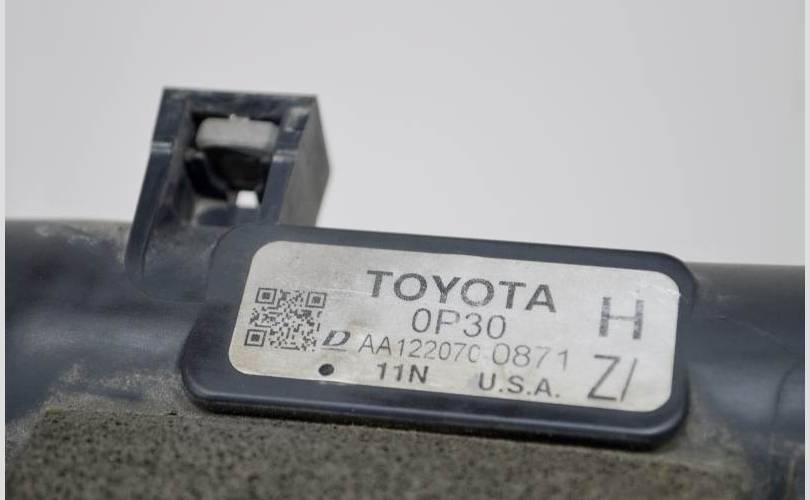 TOYOTA
0P30
H
D AA122070 0871
Z/
11N U.S.A.